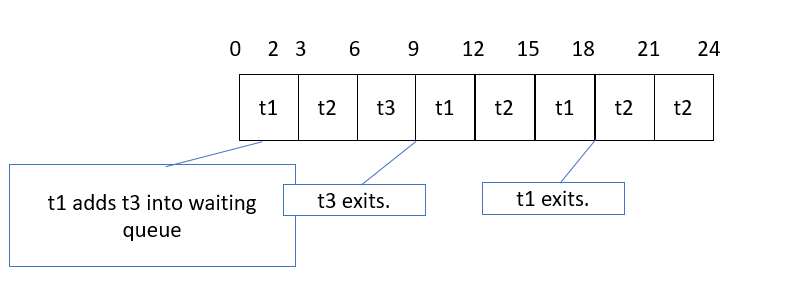 0 2 3 6 9 12 15 18 21 24
t1 t2 t3 t1 t2 t1 t2 t2
t1 adds t3 into waiting
queue
t3 exits.
t1 exits.